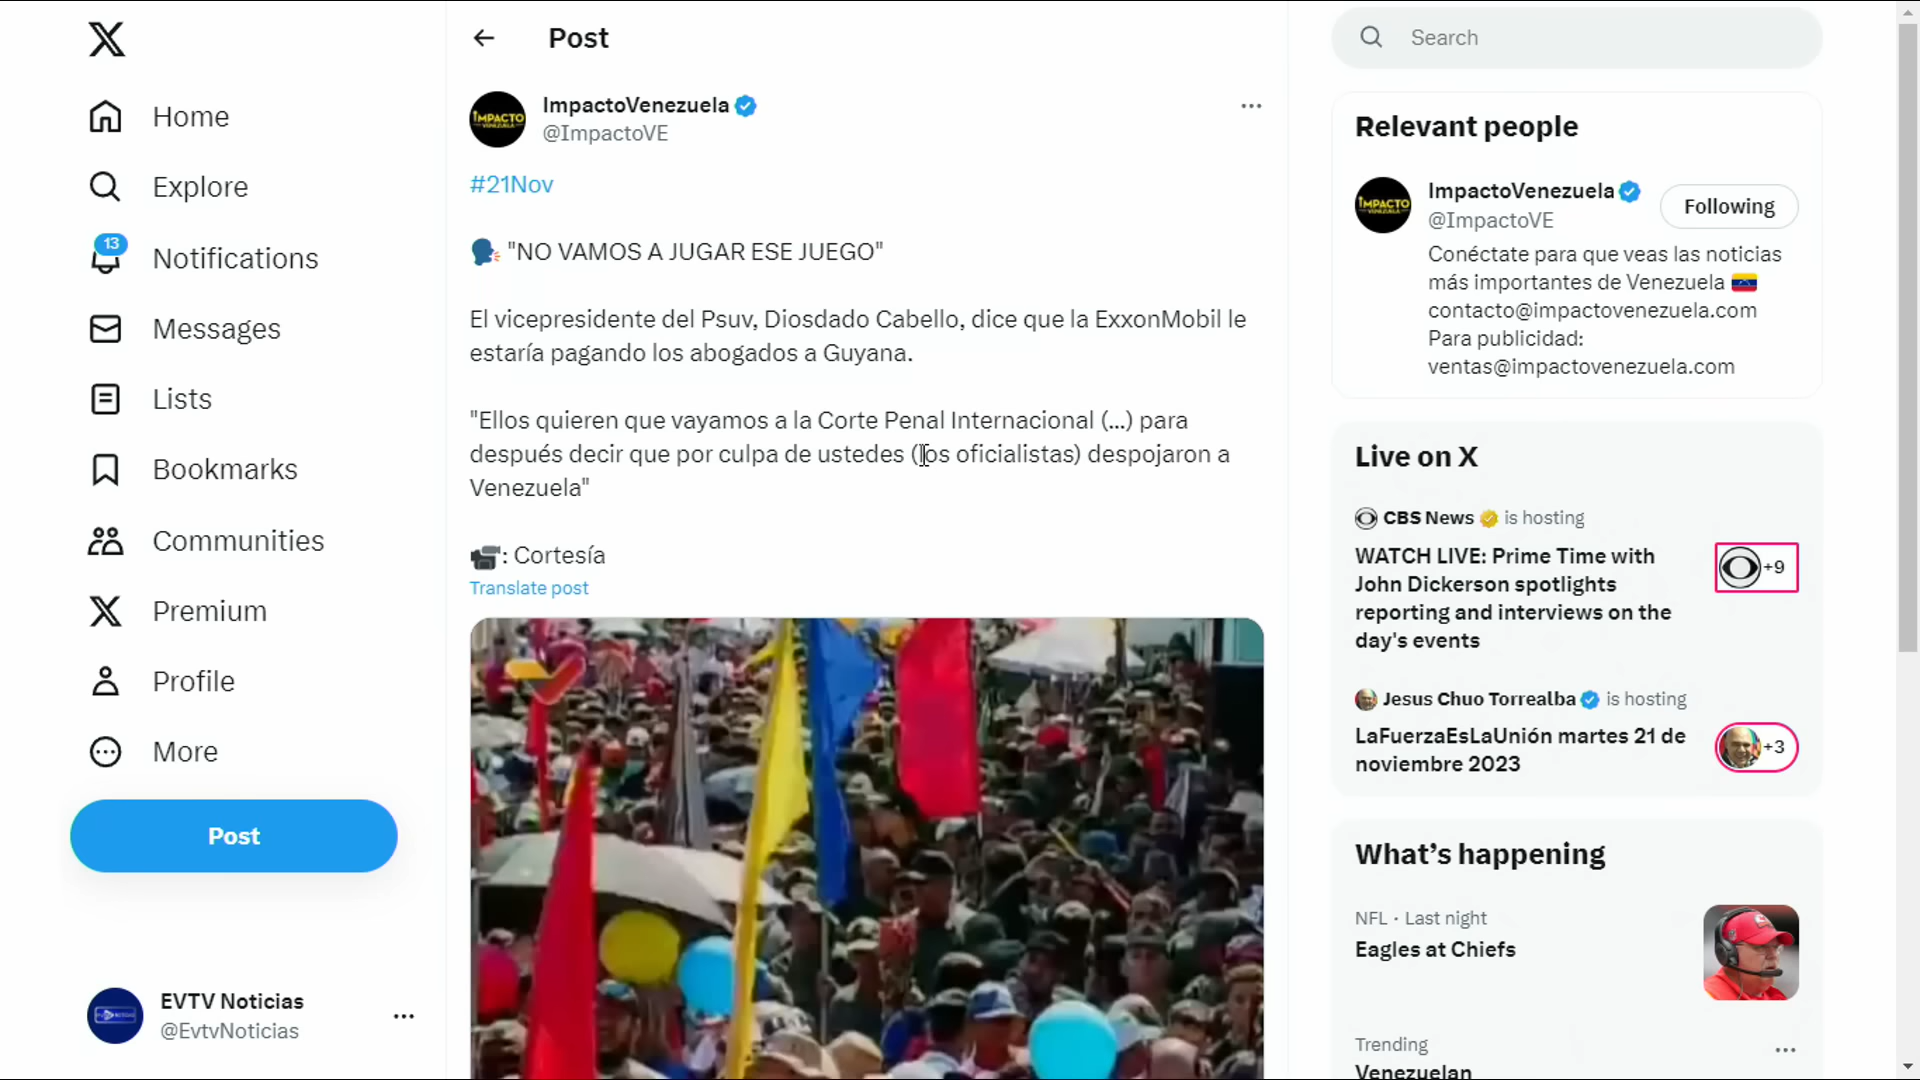 Home
Explore
13
Notifications
Messages
Lists
Bookmarks
Communities
Premium
Profile
More
Post
EVTV Noticias
@EvtvNoticias
Post
IMPACTO
VENEZUELA
ImpactoVenezuela
@ImpactoVE
#21Nov
"NO VAMOS A JUGAR ESE JUEGO"
El vicepresidente del Psuv, Diosdado Cabello, dice que la ExxonMobil le
estaría pagando los abogados a Guyana.
"Ellos quieren que vayamos a la Corte Penal Internacional (...) para
después decir que por culpa de ustedes (los oficialistas) despojaron a
Venezuela"
: Cortesía
Translate post
Search
Relevant people
IMPACTO
VENEZUELA
ImpactoVenezuela
@ImpactoVE
Following
Conéctate para que veas las noticias
más importantes de Venezuela
contacto@impactovenezuela.com
Para publicidad:
ventas@impactovenezuela.com
Live on X
CBS News is hosting
WATCH LIVE: Prime Time with
John Dickerson spotlights
reporting and interviews on the
day's events
+9
Jesus Chuo Torrealba is hosting
LaFuerzaEsLaUnión martes 21 de
noviembre 2023
+3
What's happening
NFL · Last night
Eagles at Chiefs
Trending
Venezuelan